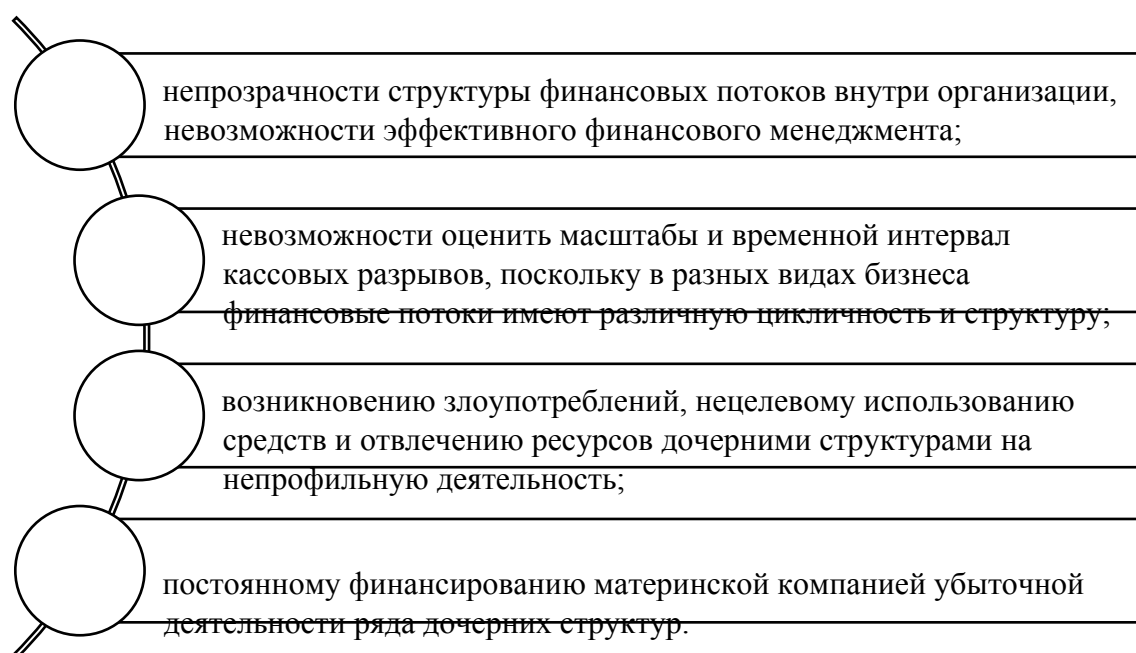 непрозрачности структуры финансовых потоков внутри организации,
невозможности эффективного финансового менеджмента;
невозможности оценить масштабы и временной интервал
кассовых разрывов, поскольку в разных видах бизнеса
финансовые потоки имеют различную цикличность и структуру;
возникновению злоупотреблений, нецелевому использованию
средств и отвлечению ресурсов дочерними структурами на
непрофильную деятельность;
постоянному финансированию материнской компанией убыточной
деятельности ряда дочерних структур.